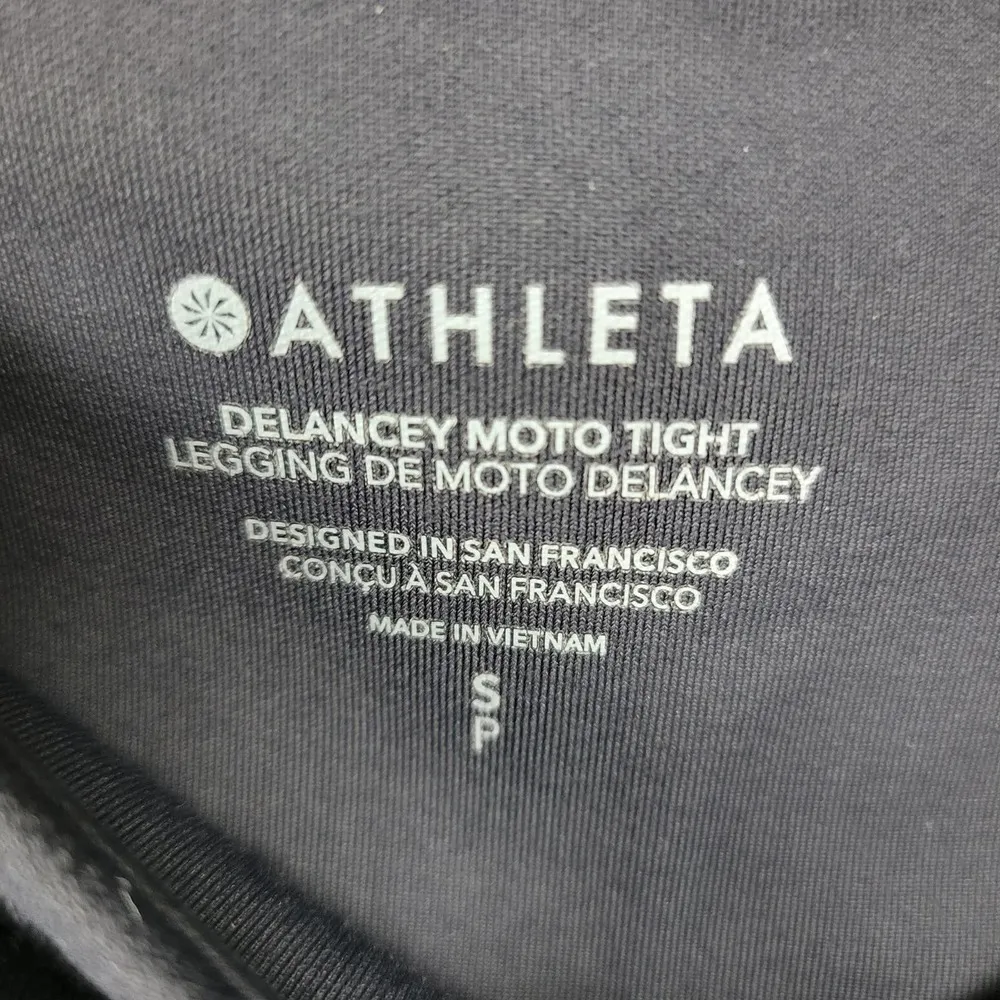 ATHLETA
DELANCEY MOTO TIGHT
LEGGING DE MOTO DELANCEY
DESIGNED IN SAN FRANCISCO
CONÇU À SAN FRANCISCO
MADE IN VIETNAM
S
P